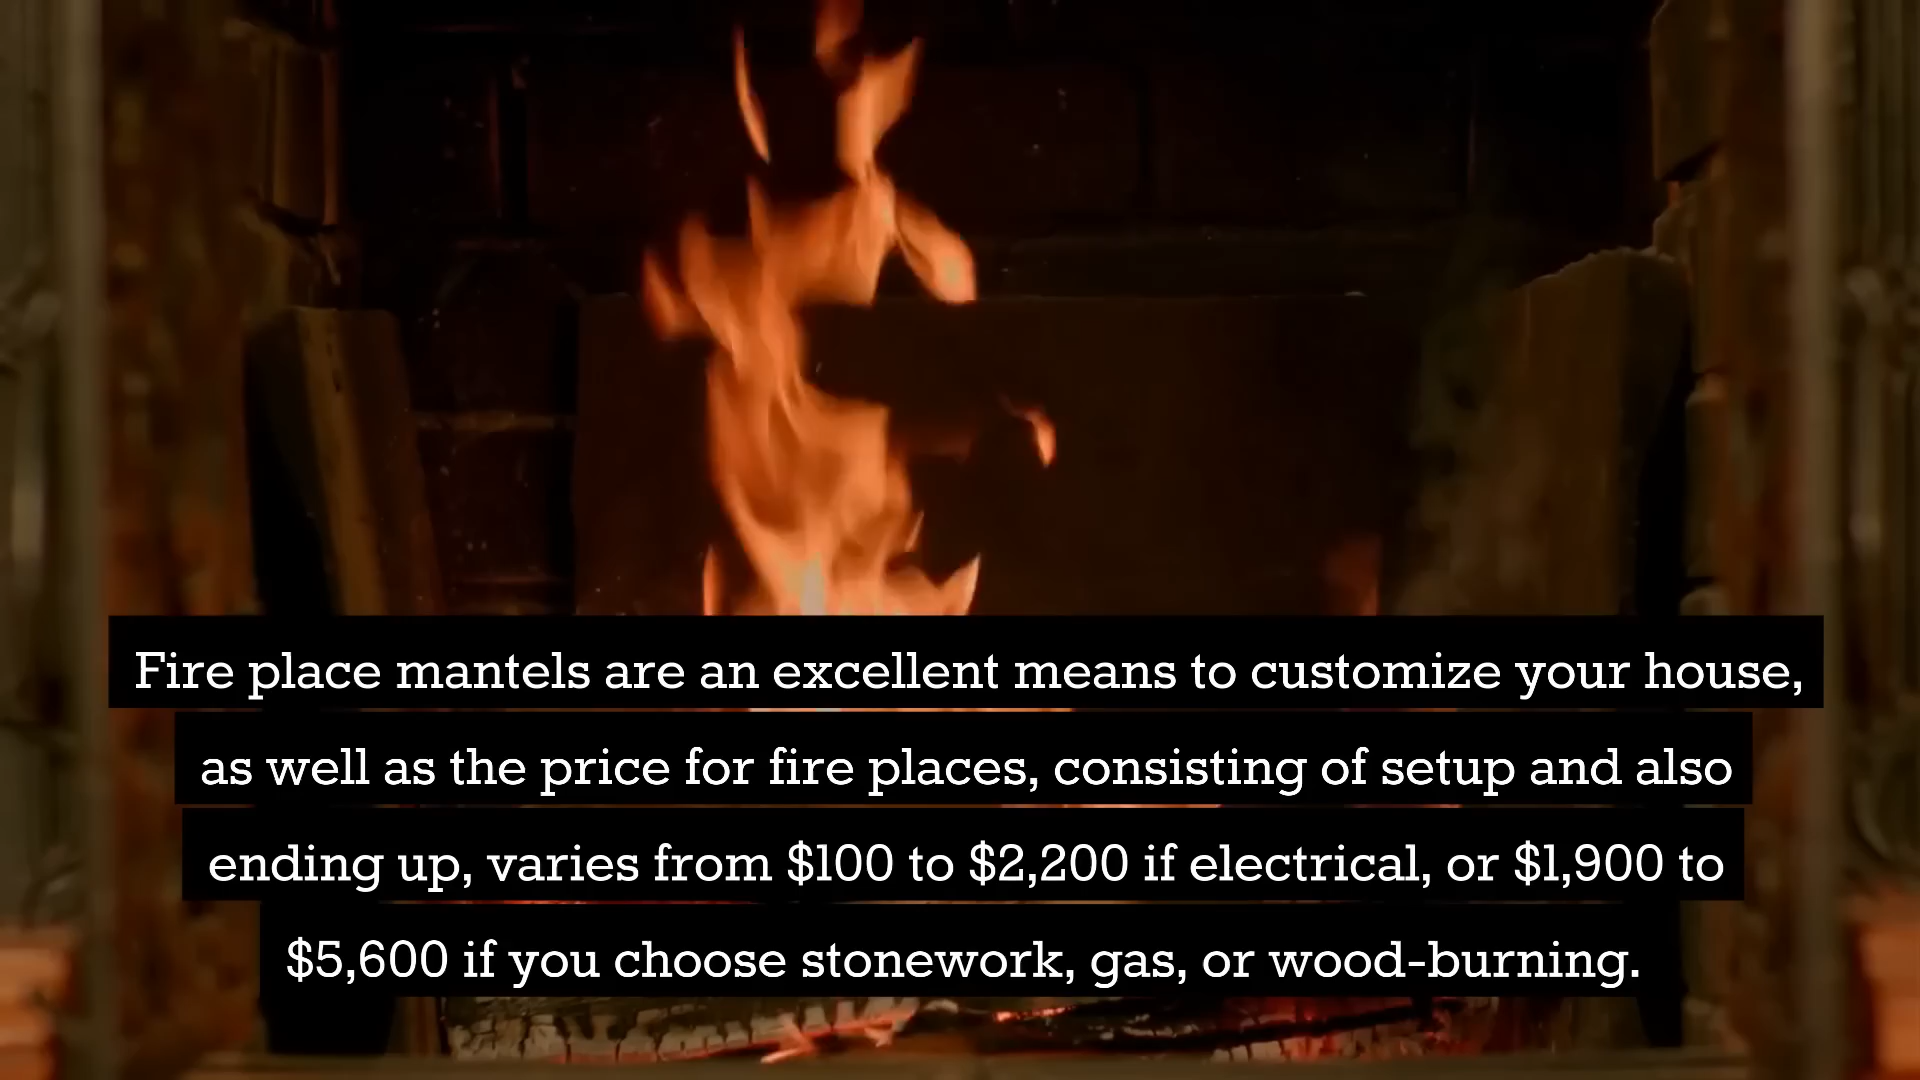 Fire place mantels are an excellent means to customize your house,
as well as the price for fire places, consisting of setup and also
ending up, varies from $100 to $2,200 if electrical, or $1,900 to
$5,600 if you choose stonework, gas, or wood-burning.